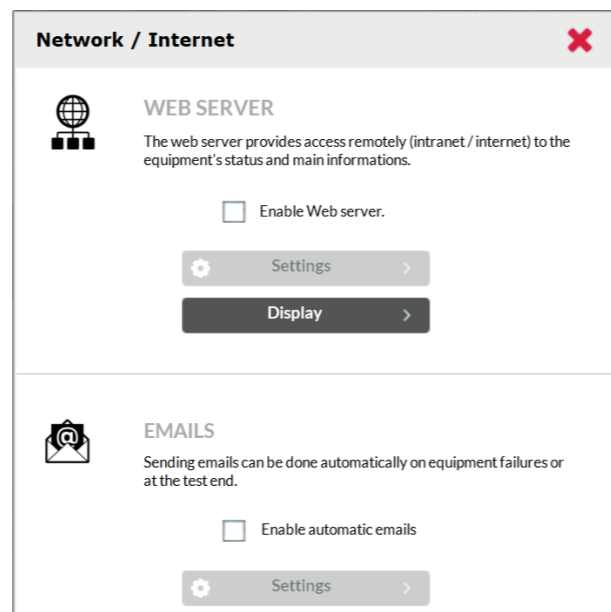 Network / Internet
WEB SERVER
The web server provides access remotely (intranet / internet) to the
equipment's status and main informations.
Enable Web server.
Settings
Display
EMAILS
Sending emails can be done automatically on equipment failures or
at the test end.
Enable automatic emails
Settings